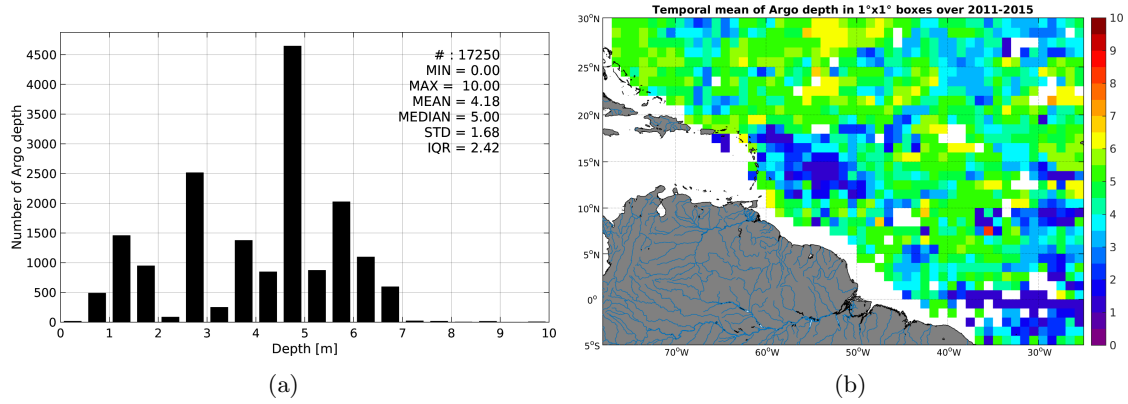 # : 17250
MIN = 0.00
MAX = 10.00
MEAN = 4.18
MEDIAN = 5.00
STD = 1.68
IQR = 2.42
Number of Argo depth
4500
4000
3500
3000
2500
2000
1500
1000
500
0
0 1 2 3 4 5 6 7 8 9 10
Depth [m]
(a)
Temporal mean of Argo depth in 1°x1° boxes over 2011-2015
30°N
25°N
20°N
15°N
10°N
5°N
0°
5°S
70°W 60°W 50°W 40°W 30°W
10
9
8
7
6
5
4
3
2
1
0
(b)